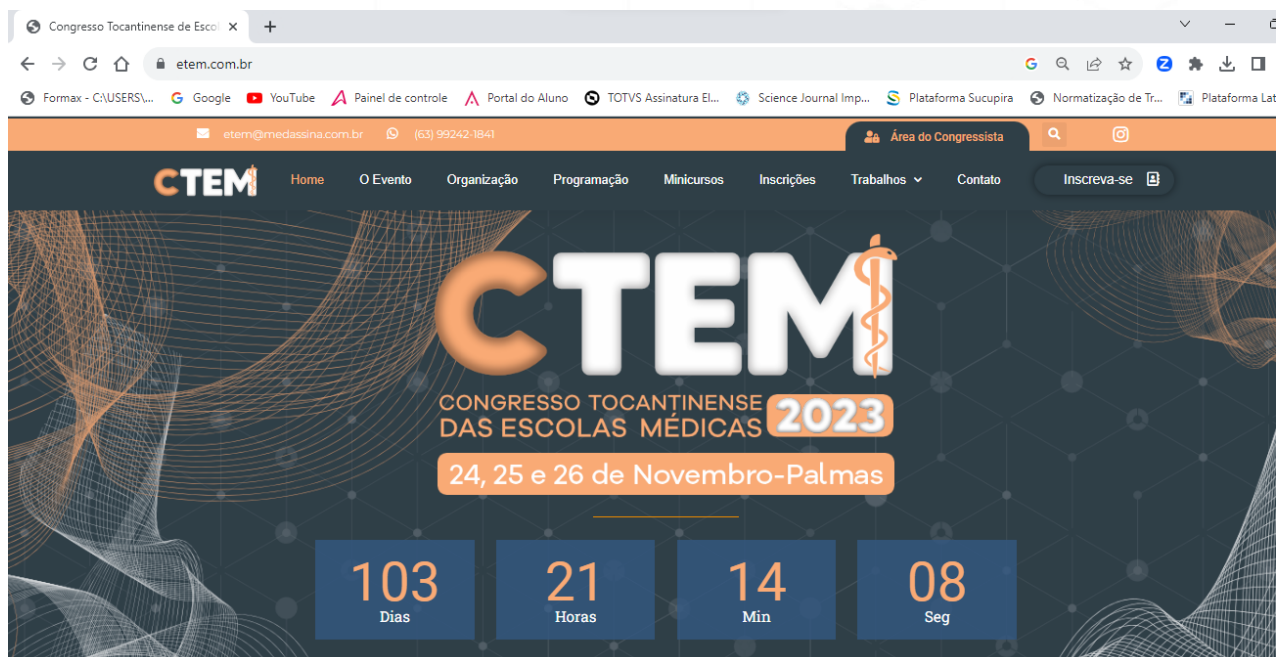 Congresso Tocantinense de Escol
etem.com.br
Formax - C:\USERS\... Google YouTube Painel de controle Portal do Aluno TOTVS Assinatura El... Science Journal Imp... Plataforma Sucupira Normatização de Tr... Plataforma Lat
etem@medassina.com.br (63) 99242-1841 Área do Congressista
CTEM Home O Evento Organização Programação Minicursos Inscrições Trabalhos Contato Inscreva-se
CTEM
CONGRESSO TOCANTINENSE
DAS ESCOLAS MÉDICAS 2023
24, 25 e 26 de Novembro-Palmas
103 21 14 08
Dias Horas Min Seg